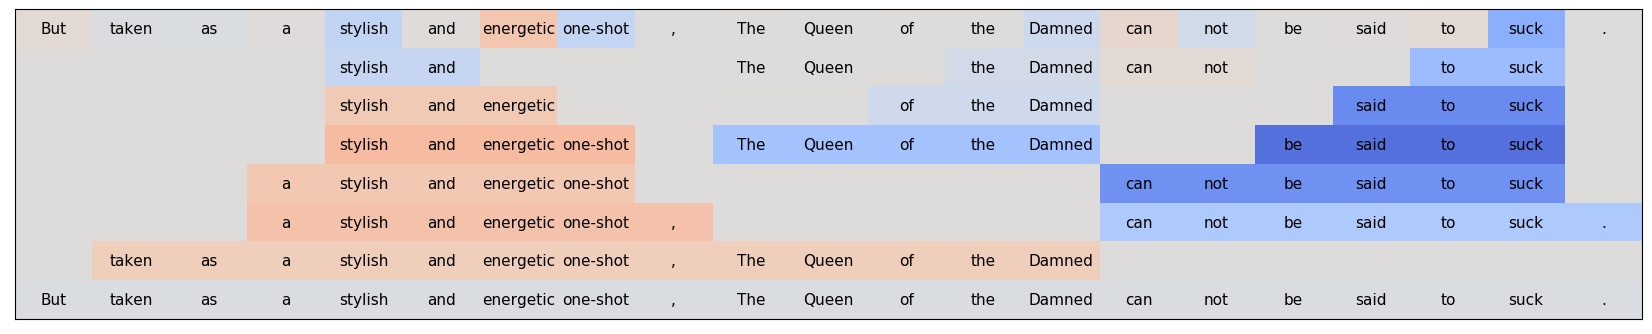 But taken as a stylish and energetic one-shot , The Queen of the Damned can not be said to suck .
stylish and The Queen the Damned can not to suck
stylish and energetic of the Damned said to suck
stylish and energetic one-shot The Queen of the Damned be said to suck
a stylish and energetic one-shot can not be said to suck
a stylish and energetic one-shot , can not be said to suck .
taken as a stylish and energetic one-shot , The Queen of the Damned
But taken as a stylish and energetic one-shot , The Queen of the Damned can not be said to suck .